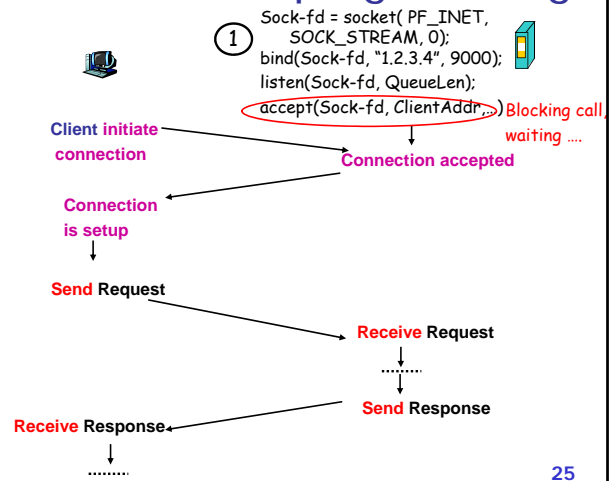 Sock-fd = socket( PF_INET,
SOCK_STREAM, 0);
1
bind(Sock-fd, “1.2.3.4”, 9000);
listen(Sock-fd, QueueLen);
accept(Sock-fd, ClientAddr,…)
Blocking call,
waiting ….
Client initiate
connection
Connection accepted
Connection
is setup
Send Request
Receive Request
.........
Send Response
Receive Response
.........
25